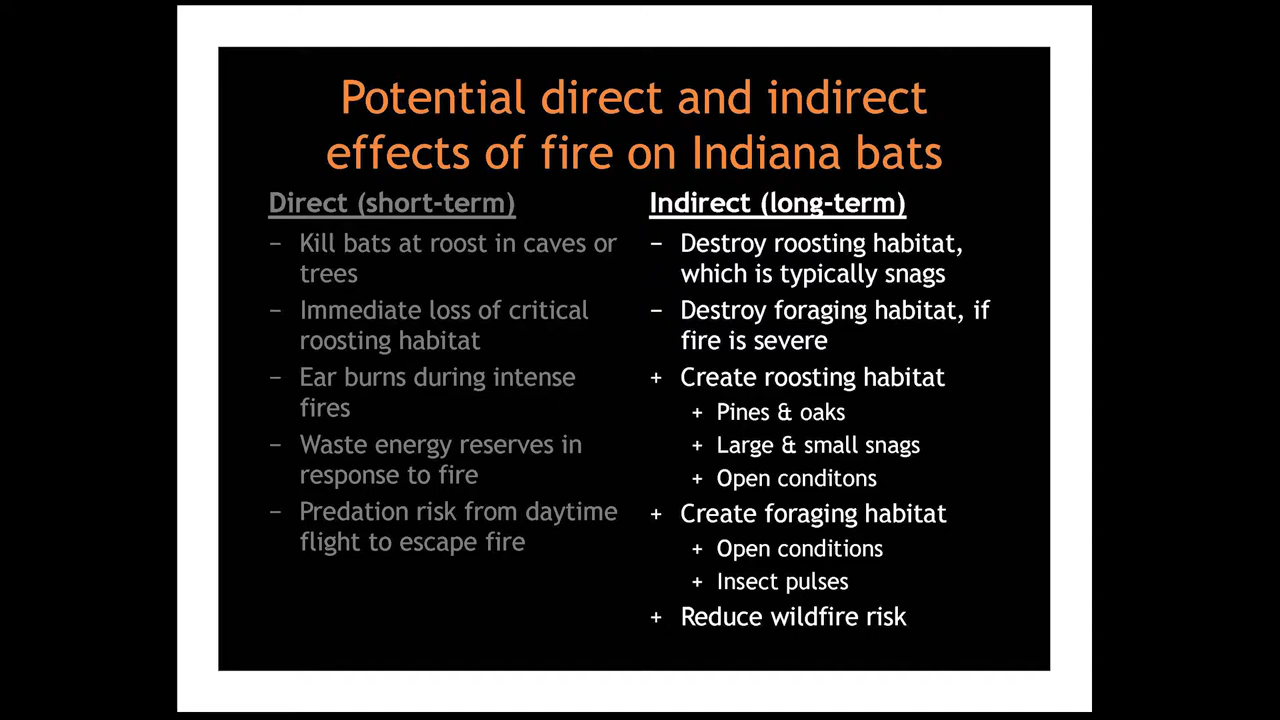 Potential direct and indirect
effects of fire on Indiana bats
Direct (short-term)
− Kill bats at roost in caves or
trees
− Immediate loss of critical
roosting habitat
− Ear burns during intense
fires
− Waste energy reserves in
response to fire
− Predation risk from daytime
flight to escape fire
Indirect (long-term)
− Destroy roosting habitat,
which is typically snags
− Destroy foraging habitat, if
fire is severe
+ Create roosting habitat
+ Pines & oaks
+ Large & small snags
+ Open conditons
+ Create foraging habitat
+ Open conditions
+ Insect pulses
+ Reduce wildfire risk